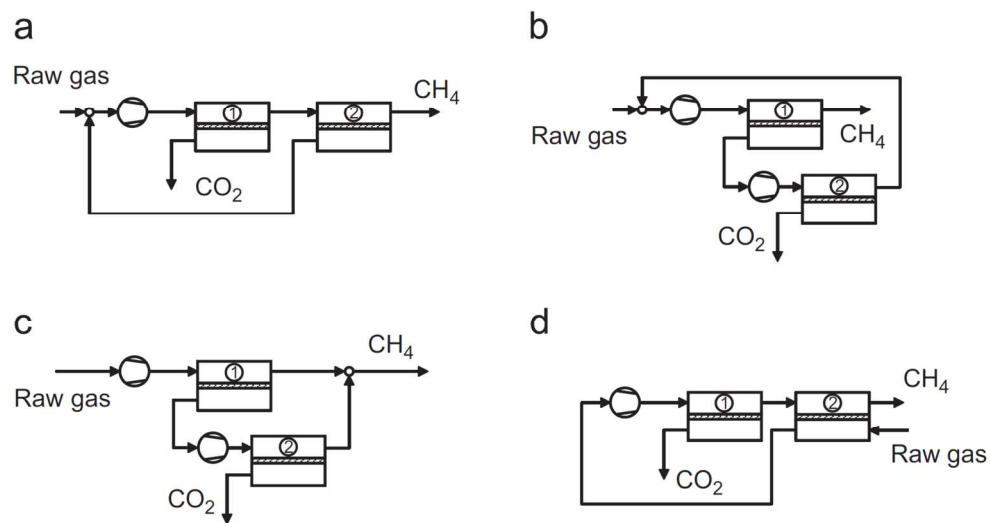 a
Raw gas
①
②
CH₄
CO₂
b
Raw gas
①
CH₄
②
CO₂
c
Raw gas
①
CH₄
②
CO₂
d
①
②
CH₄
Raw gas
CO₂